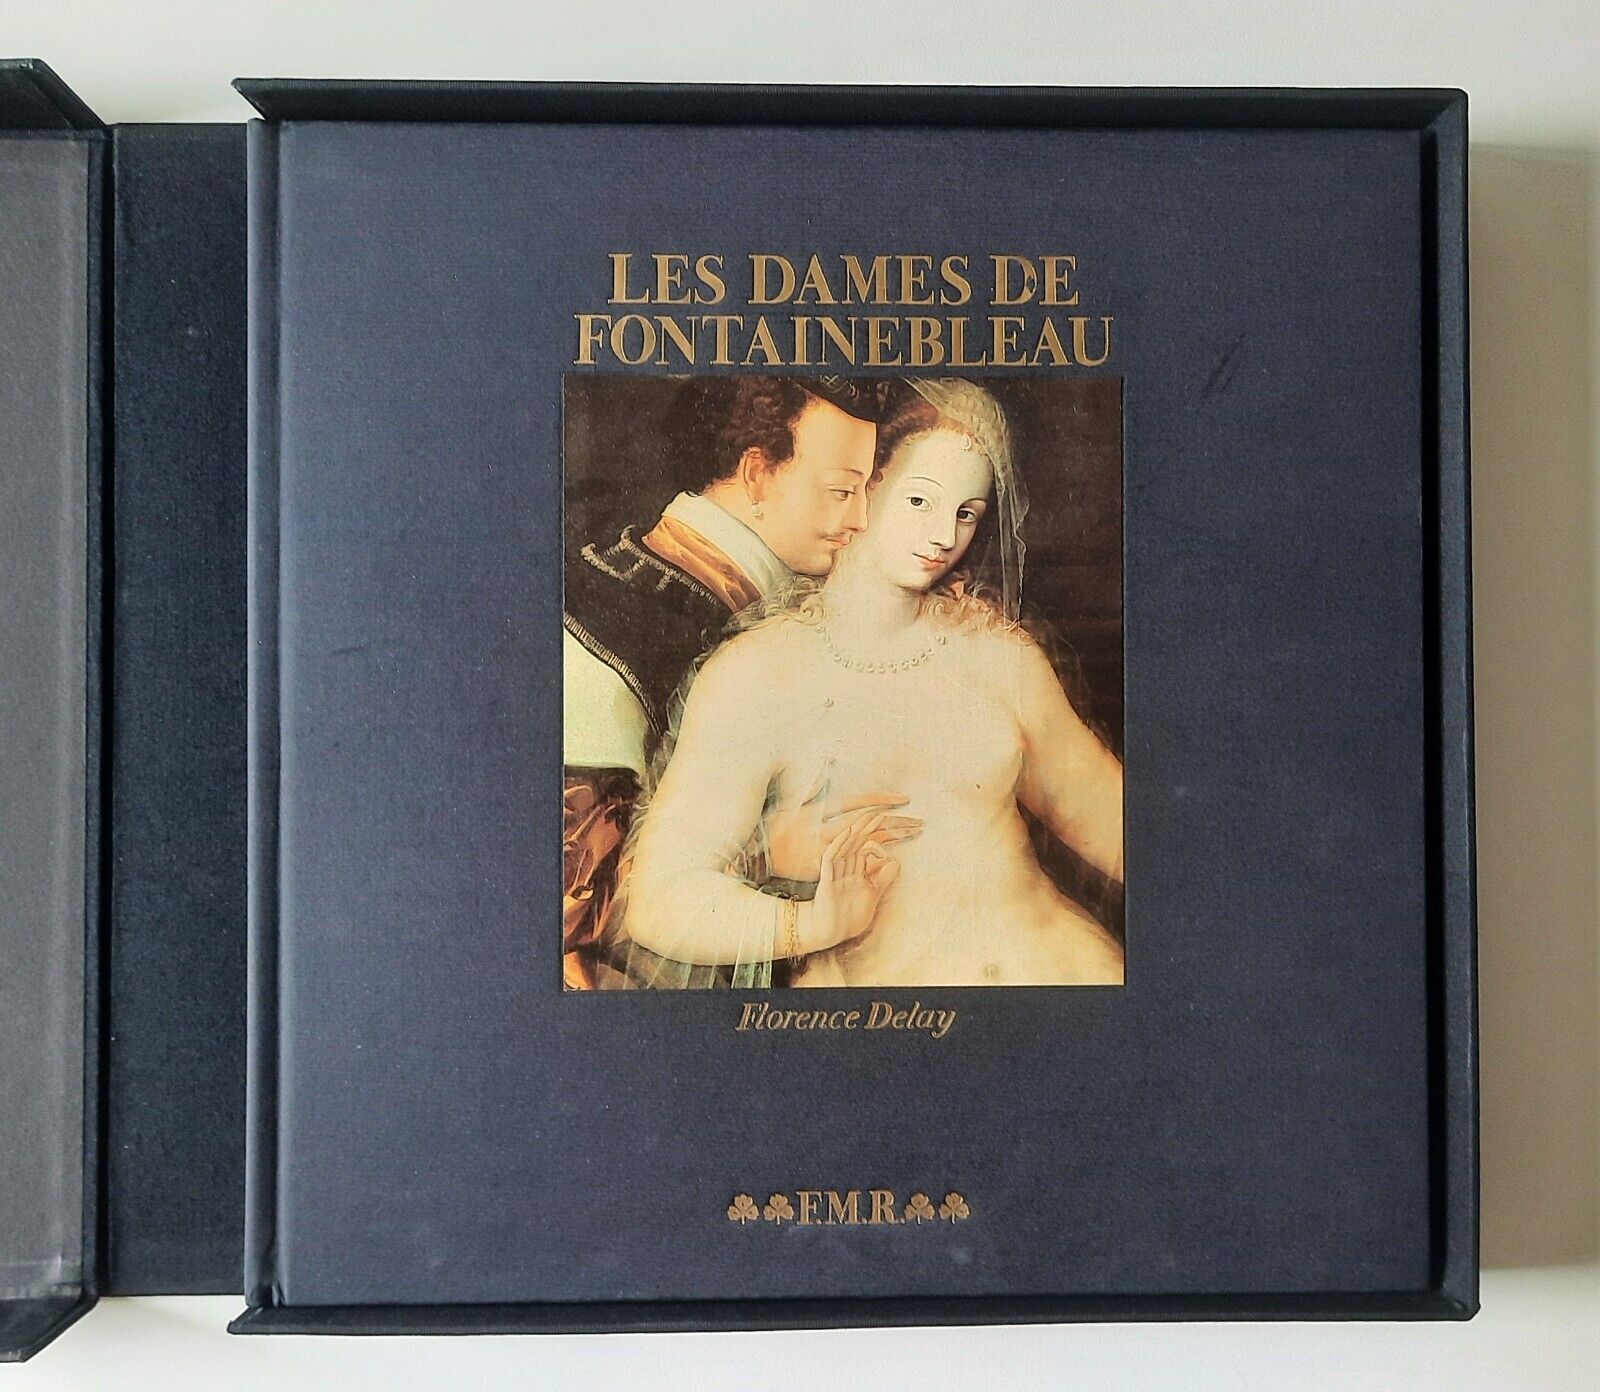 LES DAMES DE
FONTAINEBLEAU
Florence Delay
F.M.R.